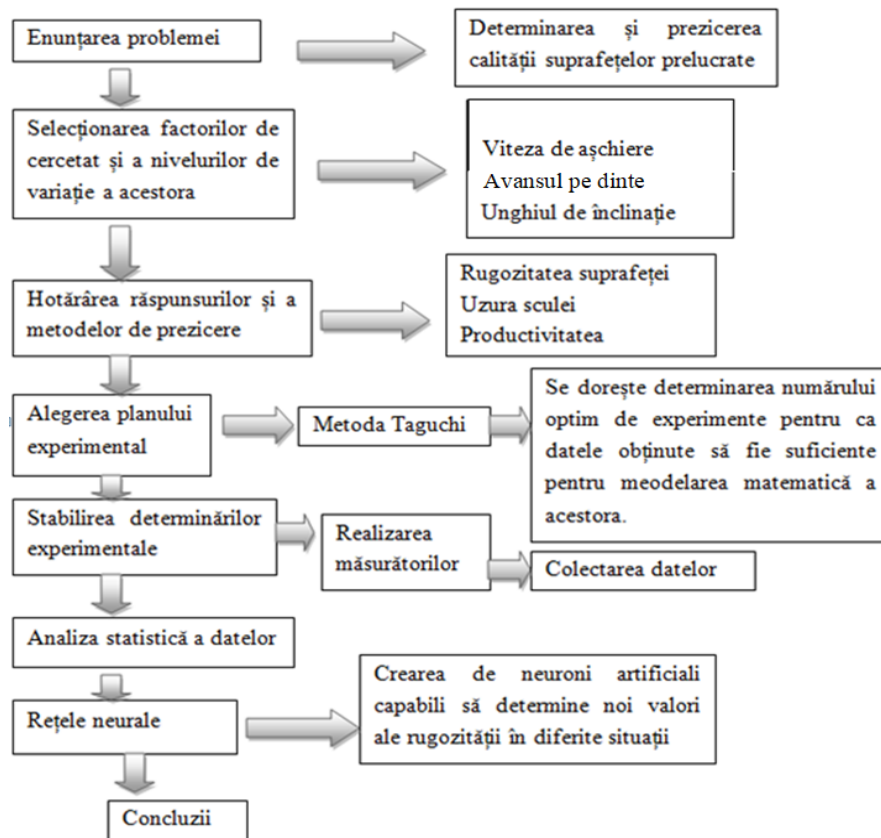 Enunțarea problemei
Determinarea și prezicerea
calității suprafețelor prelucrate
Selecționarea factorilor de
cercetat și a nivelurilor de
variație a acestora
Viteza de așchiere
Avansul pe dinte
Unghiul de înclinație
Hotărârea răspunsurilor și a
metodelor de prezicere
Rugozitatea suprafeței
Uzura sculei
Productivitatea
Alegerea planului
experimental
Metoda Taguchi
Se dorește determinarea numărului
optim de experimente pentru ca
datele obținute să fie suficiente
pentru meodelarea matematică a
acestora.
Stabilirea determinărilor
experimentale
Realizarea
măsurătorilor
Colectarea datelor
Analiza statistică a datelor
Rețele neurale
Crearea de neuroni artificiali
capabili să determine noi valori
ale rugozității în diferite situații
Concluzii